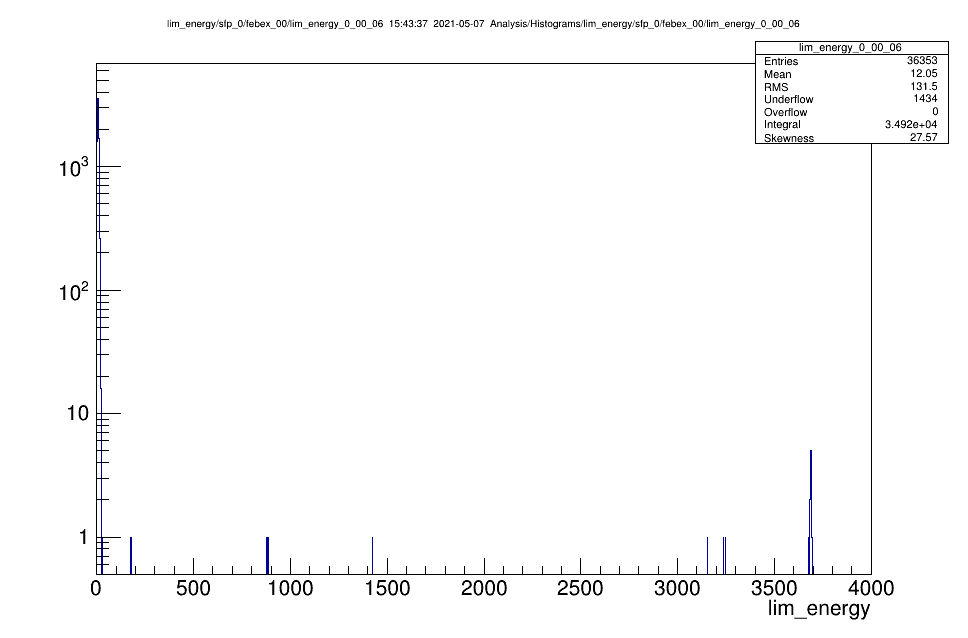 lim_energy/sfp_0/febex_00/lim_energy_0_00_06 15:43:37 2021-05-07 Analysis/Histograms/lim_energy/sfp_0/febex_00/lim_energy_0_00_06
lim_energy_0_00_06
Entries 36353
Mean 12.05
RMS 131.5
Underflow 1434
Overflow 0
Integral 3.492e+04
Skewness 27.57
10³
10²
10
1
0 500 1000 1500 2000 2500 3000 3500 4000
lim_energy